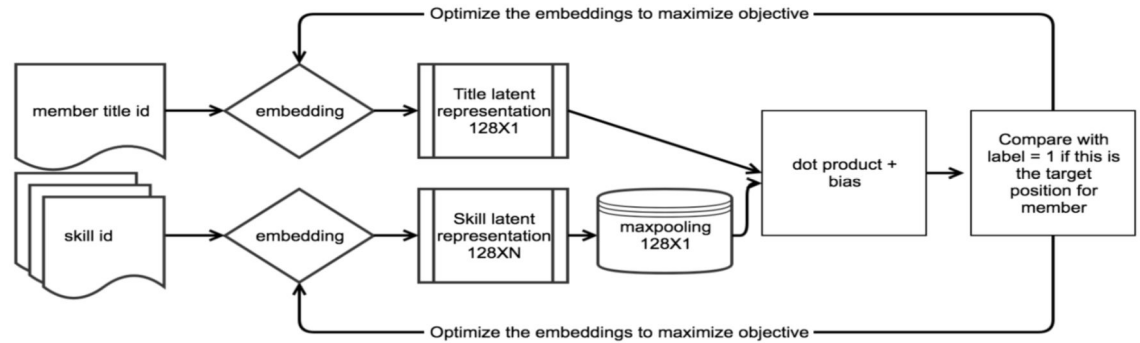 Optimize the embeddings to maximize objective
member title id
embedding
Title latent
representation
128X1
dot product +
bias
Compare with
label = 1 if this is
the target
position for
member
skill id
embedding
Skill latent
representation
128XN
maxpooling
128X1
Optimize the embeddings to maximize objective